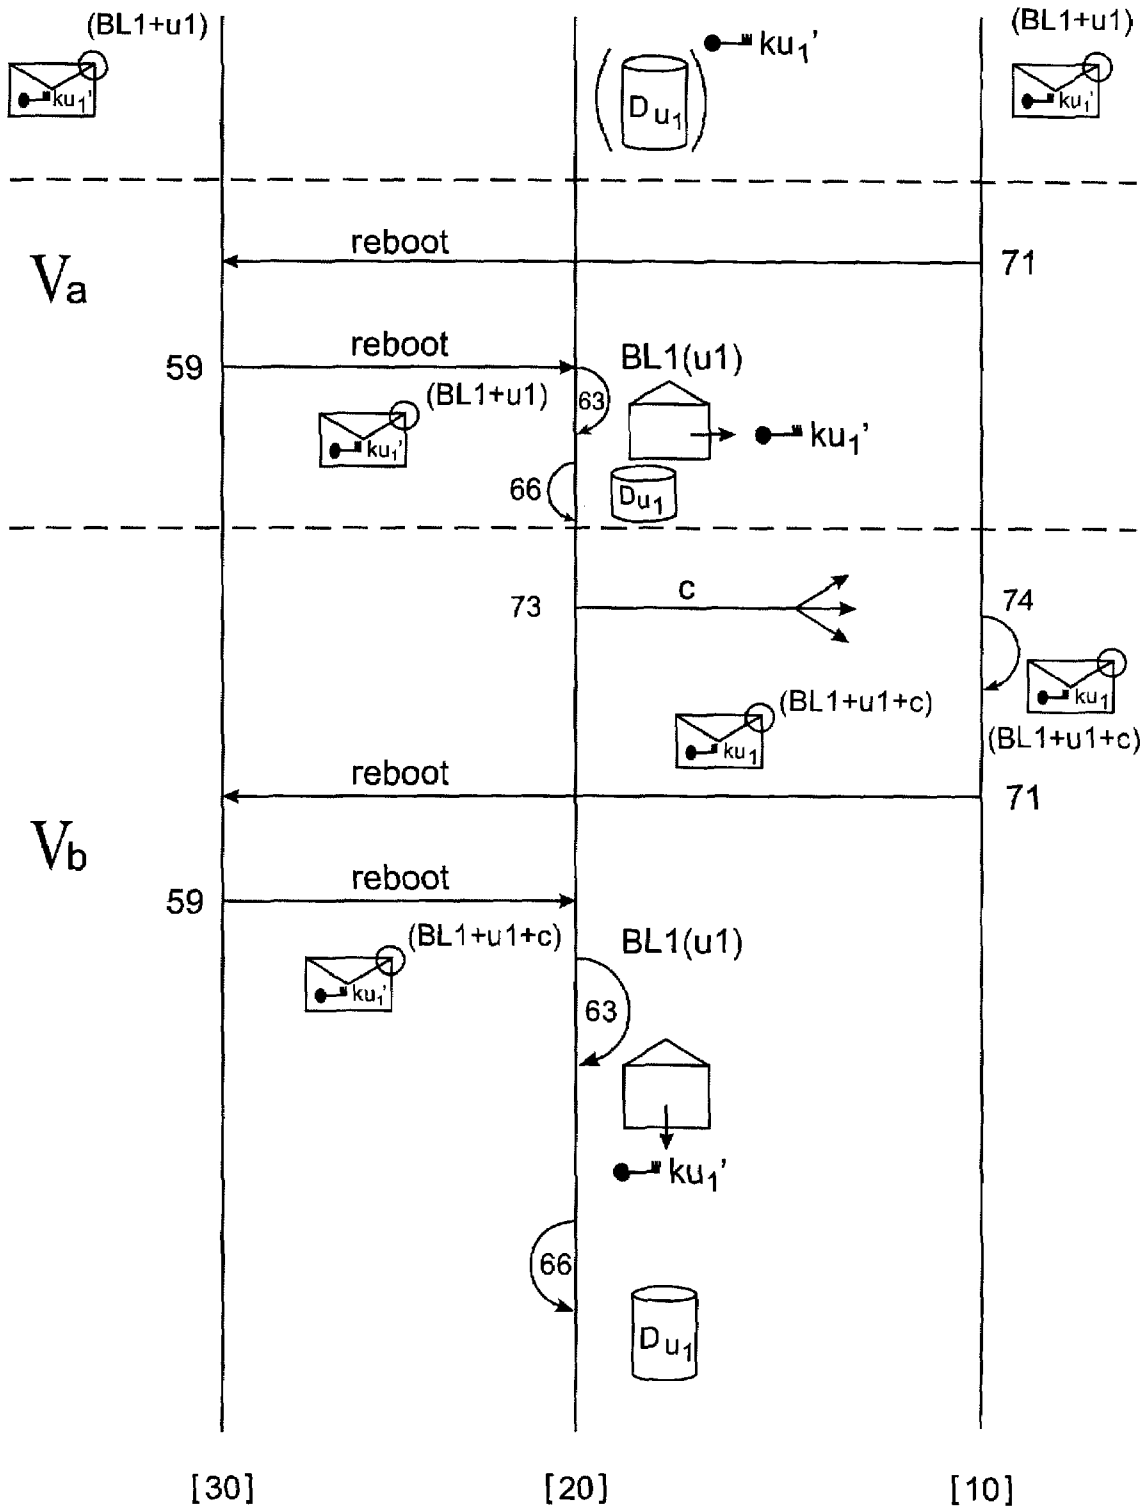 (BL1+u1)
ku1'
ku1'
Du1
(BL1+u1)
ku1'
Va
reboot
71
59
reboot
(BL1+u1)
ku1'
63
BL1(u1)
ku1'
66
Du1
73
c
74
ku1
(BL1+u1+c)
(BL1+u1+c)
ku1
reboot
71
Vb
59
reboot
(BL1+u1+c)
ku1'
BL1(u1)
63
ku1'
66
Du1
[30]
[20]
[10]